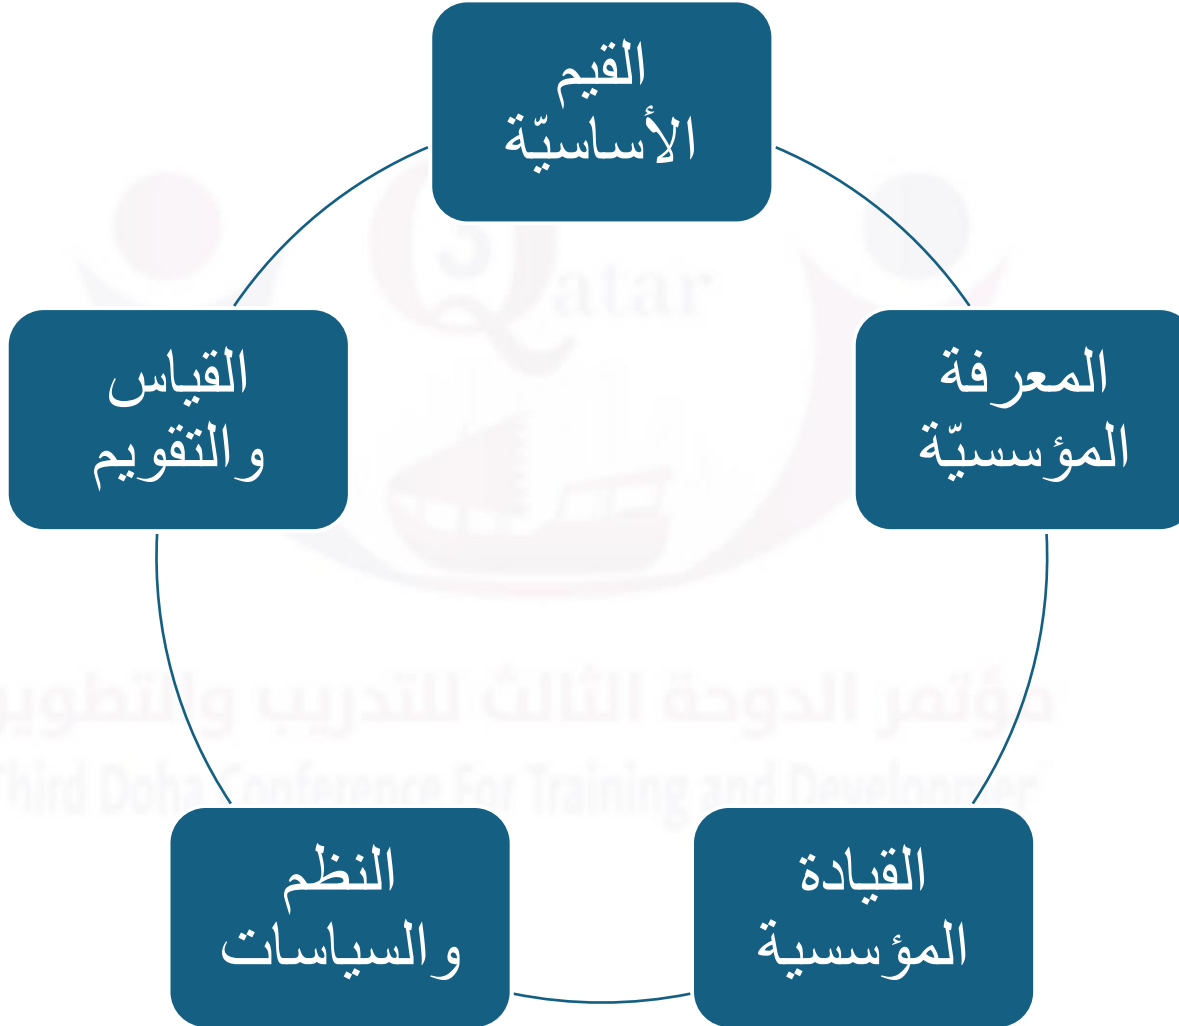 القيم
الأساسيّة
المعرفة
المؤسسيّة
القيادة
المؤسسية
النظم
والسياسات
القياس
والتقويم
Qatar
مؤتمر الدوحة الثالث للتدريب والتطوير
Third Doha Conference For Training and